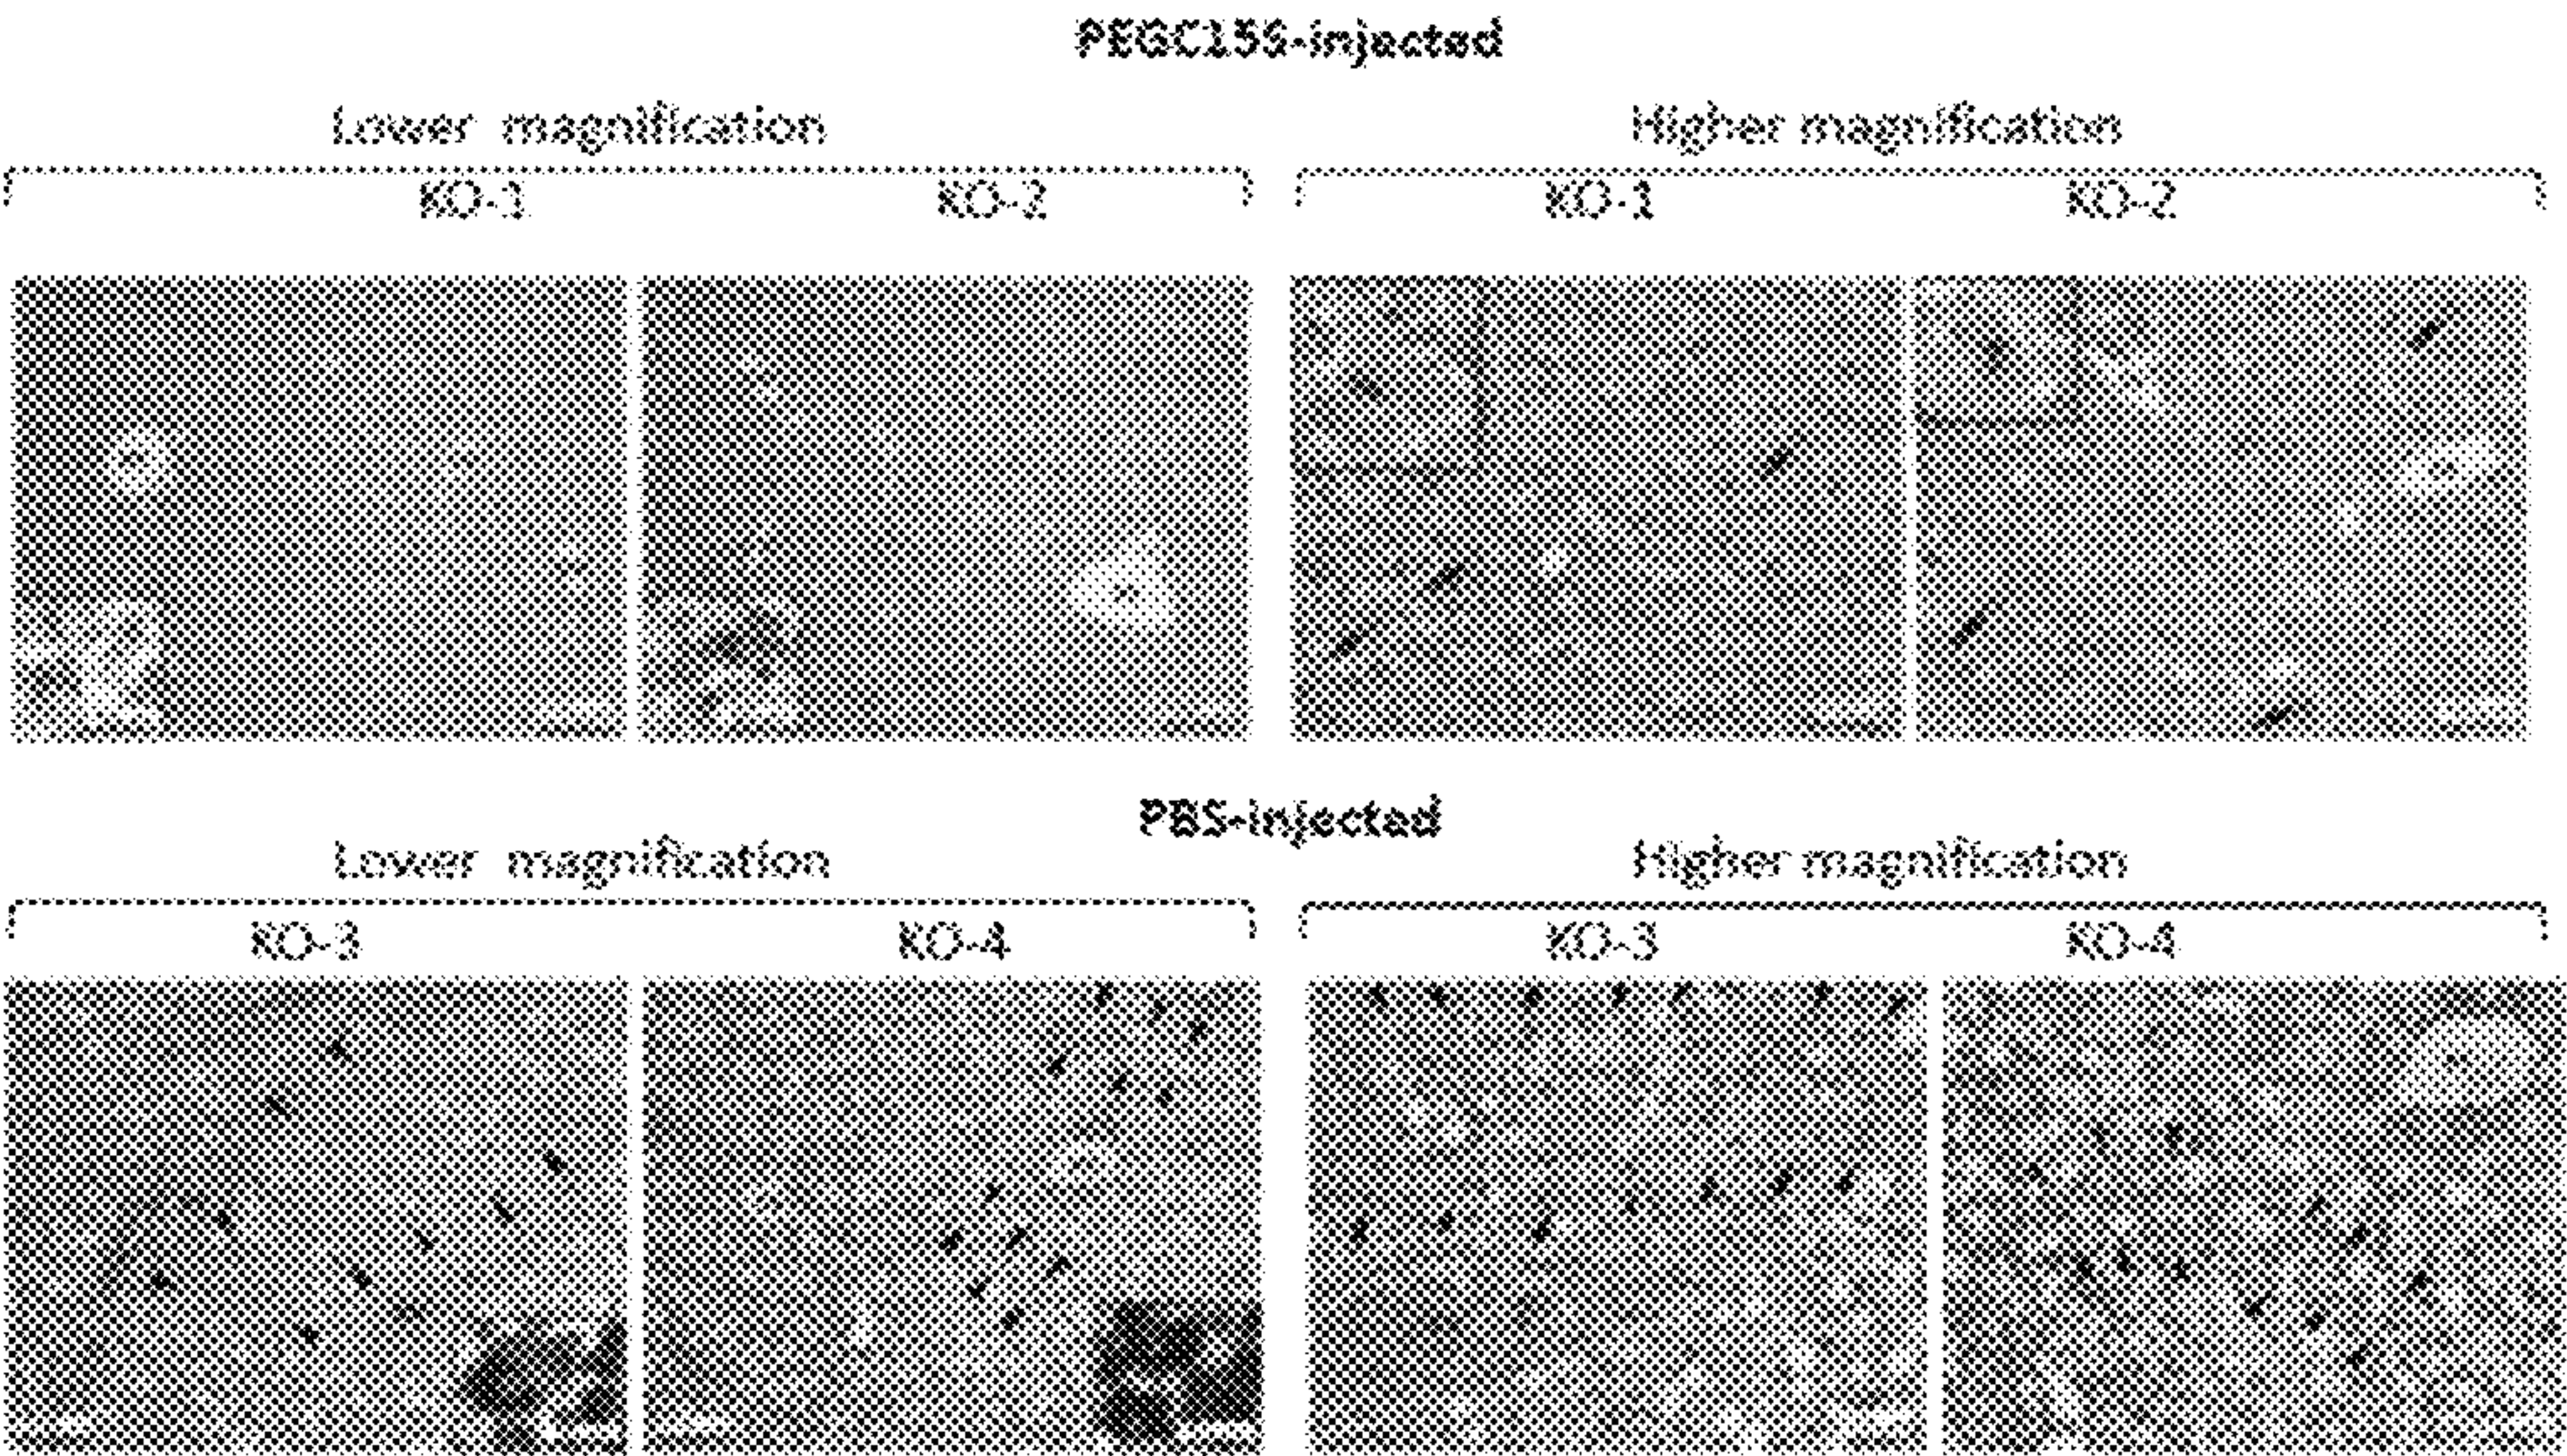 PEGC15S-injected
Lower magnification Higher magnification
KO-1 KO-2 KO-1 KO-2
PBS-injected
Lower magnification Higher magnification
KO-3 KO-4 KO-3 KO-4